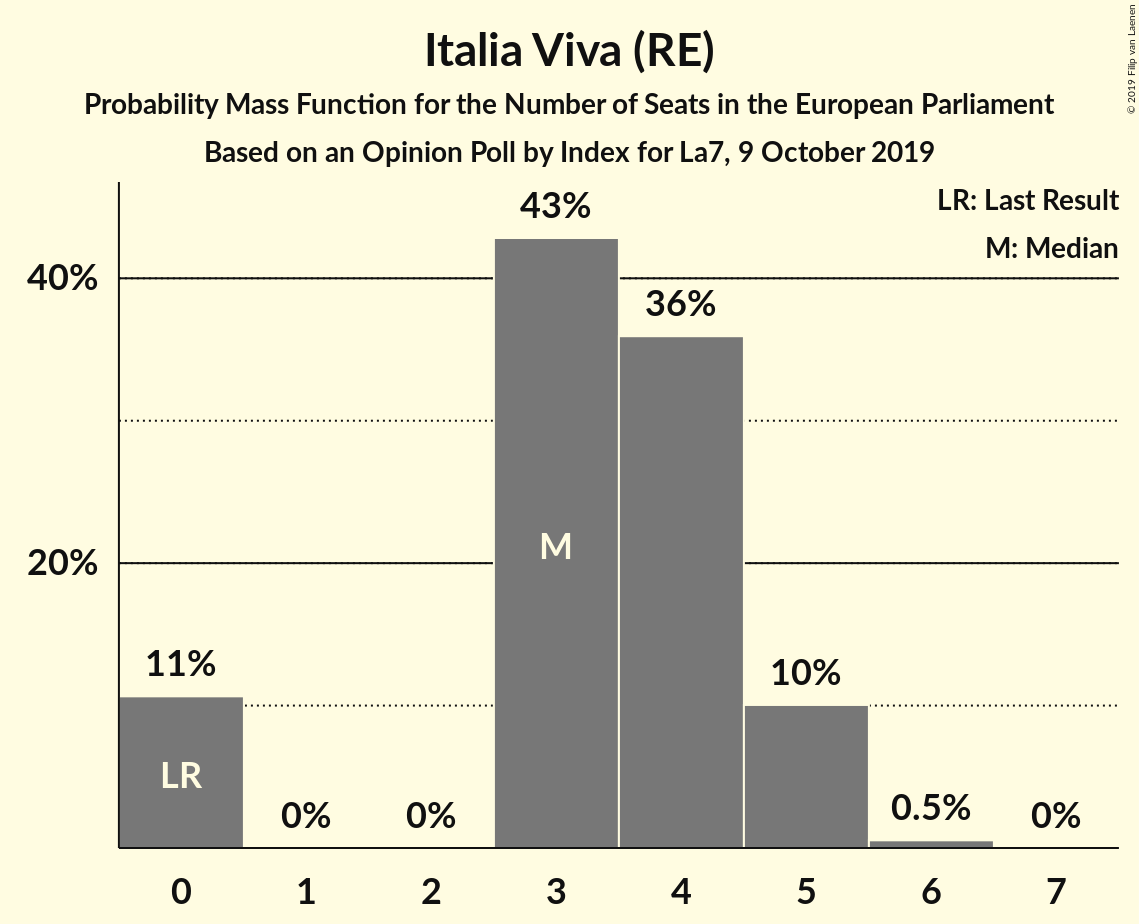 Italia Viva (RE)
Probability Mass Function for the Number of Seats in the European Parliament
Based on an Opinion Poll by Index for La7, 9 October 2019
© 2019 Filip van Laenen
LR: Last Result
M: Median
43%
40%
36%
M
20%
11%
10%
LR
0%
0%
0.5%
0%
0 1 2 3 4 5 6 7